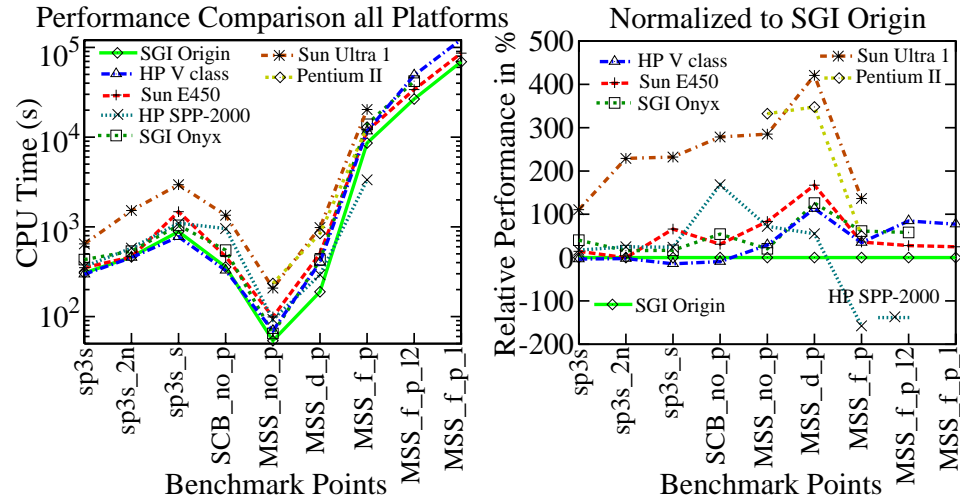 Performance Comparison all Platforms
CPU Time (s)
10^5
10^4
10^3
10^2
SGI Origin
HP V class
Sun E450
HP SPP-2000
SGI Onyx
Sun Ultra 1
Pentium II
sp3s
sp3s_2n
sp3s_s
SCB_no_p
MSS_no_p
MSS_d_p
MSS_f_p
MSS_f_p_l2
MSS_f_p_1
Benchmark Points
Normalized to SGI Origin
Relative Performance in %
500
400
300
200
100
0
-100
-200
Sun Ultra 1
Pentium II
HP V class
Sun E450
SGI Onyx
SGI Origin
HP SPP-2000
sp3s
sp3s_2n
sp3s_s
SCB_no_p
MSS_no_p
MSS_d_p
MSS_f_p
MSS_f_p_l2
MSS_f_p_1
Benchmark Points